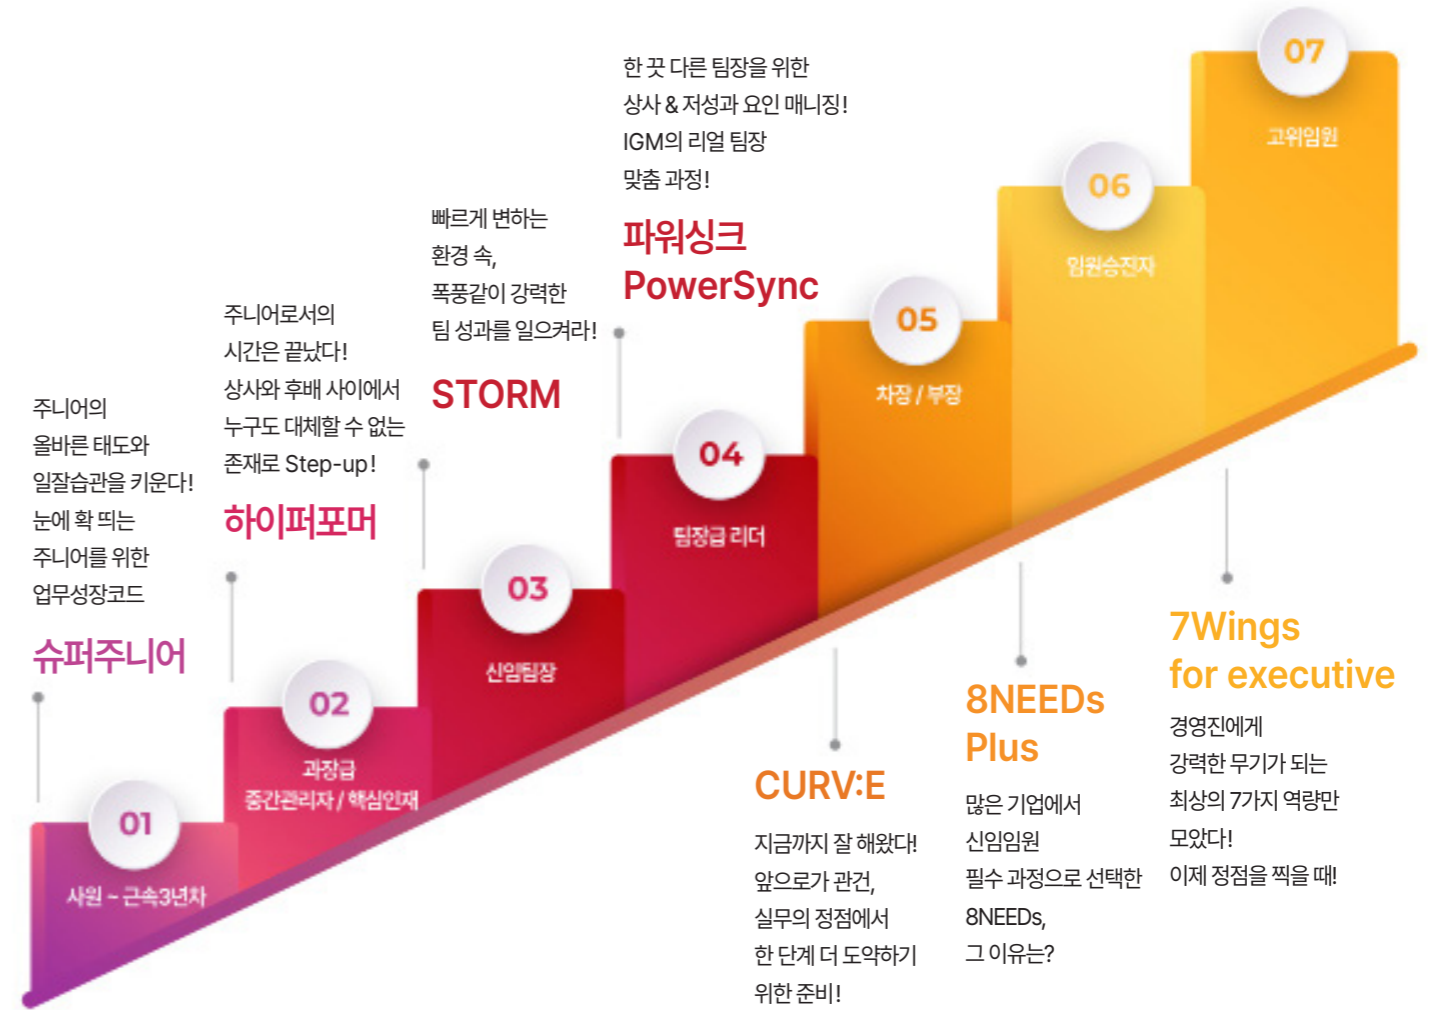 주니어의
올바른 태도와
일잘습관을 키운다!
눈에 확 띄는
주니어를 위한
업무성장코드
슈퍼주니어
01
사원 ~ 근속3년차
주니어로서의
시간은 끝났다!
상사와 후배 사이에서
누구도 대체할 수 없는
존재로 Step-up!
하이퍼포머
02
과장급
중간관리자 / 핵심인재
빠르게 변하는
환경 속,
폭풍같이 강력한
팀 성과를 일으켜라!
STORM
03
신임팀장
한 끗 다른 팀장을 위한
상사 & 저성과 요인 매니징!
IGM의 리얼 팀장
맞춤 과정!
파워싱크
PowerSync
04
팀장급 리더
05
차장 / 부장
CURV:E
지금까지 잘 해왔다!
앞으로가 관건,
실무의 정점에서
한 단계 더 도약하기
위한 준비!
06
임원승진자
8NEEDs
Plus
많은 기업에서
신임임원
필수 과정으로 선택한
8NEEDs,
그 이유는?
07
고위임원
7Wings
for executive
경영진에게
강력한 무기가 되는
최상의 7가지 역량만
모았다!
이제 정점을 찍을 때!